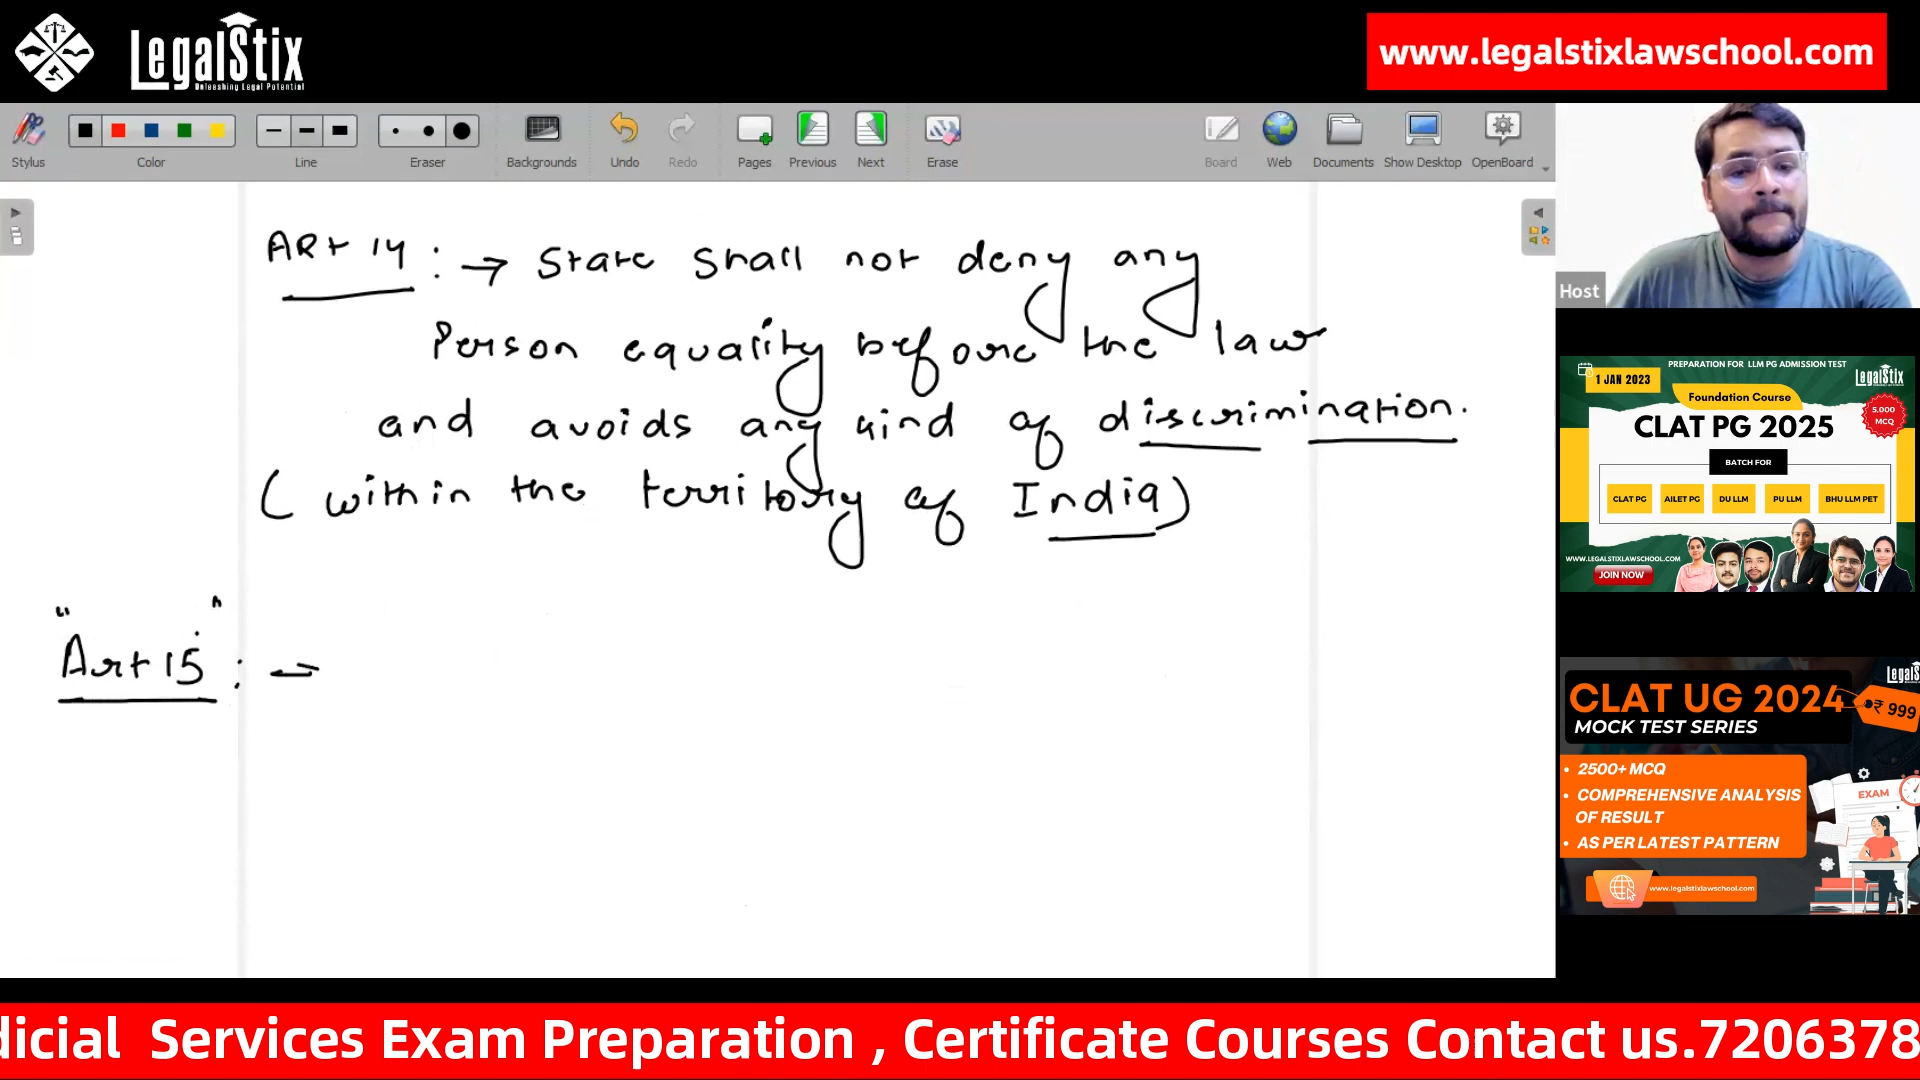 LegalStix
Unleashing Legal Potential
www.legalstixlawschool.com
Stylus
Color
Line
Eraser
Backgrounds
Undo
Redo
Pages
Previous
Next
Erase
Board
Web
Documents
Show Desktop
OpenBoard
ARt 14 : → State shall not deny any
Person equality before the law
and avoids any kind of discrimination.
( within the territory of India)
"Art 15" : →
Host
PREPARATION FOR LLM PG ADMISSION TEST
1 JAN 2023
LegalStix
Foundation Course
5,000
MCQ
CLAT PG 2025
BATCH FOR
CLAT PG
AILET PG
DU LLM
PU LLM
BHU LLM PET
WWW.LEGALSTIXLAWSCHOOL.COM
JOIN NOW
LegalS
CLAT UG 2024
₹ 999
MOCK TEST SERIES
• 2500+ MCQ
• COMPREHENSIVE ANALYSIS
OF RESULT
• AS PER LATEST PATTERN
EXAM
www.legalstixlawschool.com
dicial Services Exam Preparation , Certificate Courses Contact us.7206378